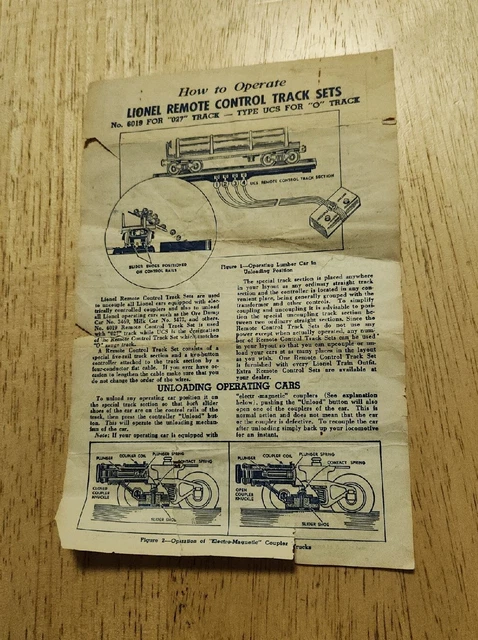 How to Operate
LIONEL REMOTE CONTROL TRACK SETS
No. 6019 FOR "027" TRACK — TYPE UCS FOR "O" TRACK
UCS REMOTE CONTROL TRACK SECTION
SLIDER SHOES POSITIONED
ON CONTROL RAILS
Figure 1—Operating Lumber Car in
Unloading Position
Lionel Remote Control Track Sets are used
to uncouple all Lionel cars equipped with elec-
trically controlled couplers and also to unload
all Lionel operating cars such as the Ore Dump
Car No. 3459, Milk Car No. and others.
No. 6019 Remote Control Track Set is used
with "027" track while UCS is the designation
of the Remote Control Track Set which matches
"O" gauge track.
A Remote Control Track Set consists of a
special five-rail track section and a two-button
controller attached to the track section by a
four-conductor flat cable. If you ever have oc-
casion to lengthen the cable make sure that you
do not change the order of the wires.
The special track section is placed anywhere
in your layout as any ordinary straight track
section and the controller is located in any con-
venient place, being generally grouped with the
transformer and other controls. To simplify
coupling and uncoupling it is advisable to posi-
tion the special uncoupling track section be-
tween two ordinary straight sections. Since the
Remote Control Track Sets do not use any
power except when actually operated, any num-
ber of Remote Control Track Sets can be used
in your layout so that you can uncouple or un-
load your cars at as many places in the layout
as you wish. One Remote Control Track Set
is furnished with every Lionel Train Outfit.
Extra Remote Control Sets are available at
your dealer.
UNLOADING OPERATING CARS
To unload any operating car position it on
the special track section so that both slider
shoes of the car are on the control rails of the
track, then press the controller "Unload" but-
ton. This will operate the unloading mechan-
ism of the car.
Note: If your operating car is equipped with
"electro-magnetic" couplers (See explanation
below), pushing the "Unload" button will also
open one of the couplers of the car. This is
normal action and does not mean that the car
or the coupler is defective. To recouple the car
after unloading simply back up your locomotive
for an instant.
PLUNGER COUPLER COIL PLUNGER SPRING
CONTACT SPRING
CLOSED
COUPLER
KNUCKLE
SLIDER SHOE
PLUNGER COUPLER COIL PLUNGER SPRING
CONTACT SPRING
OPEN
COUPLER
KNUCKLE
SLIDER SHOE
Figure 2—Operation of "Electro-Magnetic" Coupler Trucks